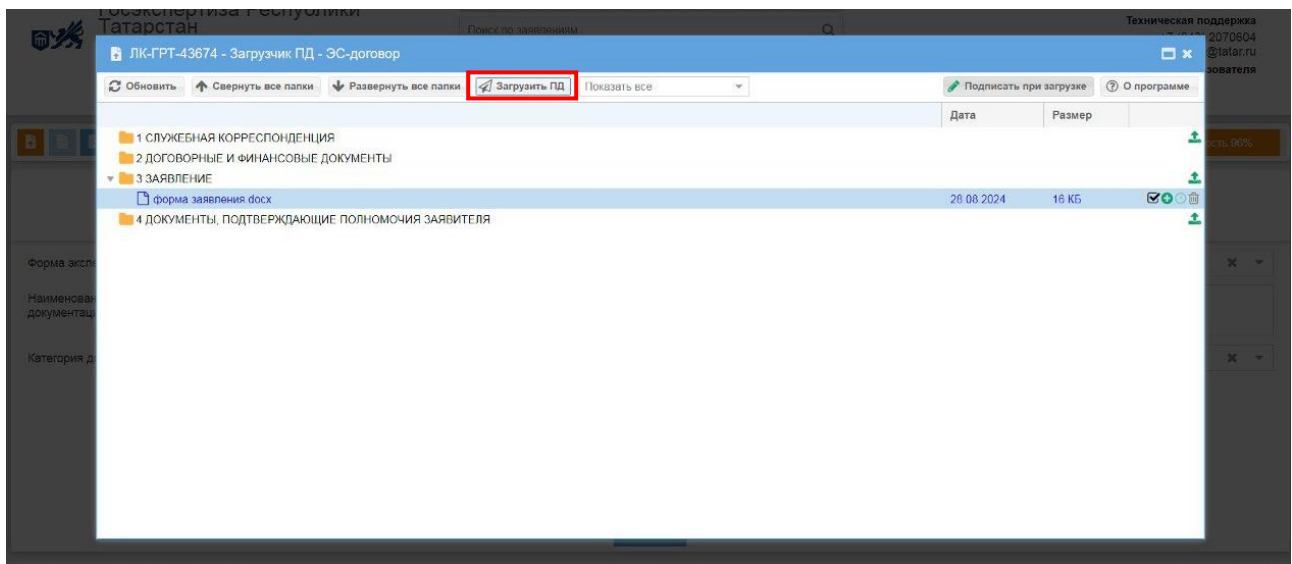 Госэкспертиза Республики
Татарстан
Поиск по заявлениям
Техническая поддержка
2070604
@tatar.ru
зователя
ЛК-ГРТ-43674 - Загрузчик ПД - ЭС-договор
Обновить Свернуть все папки Развернуть все папки Загрузить ПД Показать все Подписать при загрузке О программе
Дата Размер
1 СЛУЖЕБНАЯ КОРРЕСПОНДЕНЦИЯ
2 ДОГОВОРНЫЕ И ФИНАНСОВЫЕ ДОКУМЕНТЫ
3 ЗАЯВЛЕНИЕ
форма заявления docx 28.08.2024 16 КБ
4 ДОКУМЕНТЫ, ПОДТВЕРЖДАЮЩИЕ ПОЛНОМОЧИЯ ЗАЯВИТЕЛЯ
ость 96%
Форма экспе
Наименован
документаци
Категория д